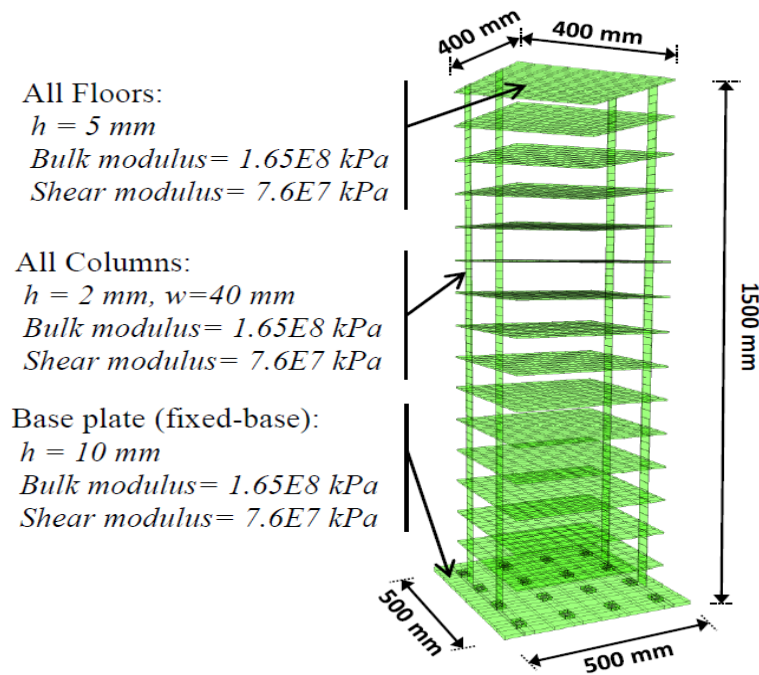 400 mm
400 mm
All Floors:
h = 5 mm
Bulk modulus= 1.65E8 kPa
Shear modulus= 7.6E7 kPa
All Columns:
h = 2 mm, w=40 mm
Bulk modulus= 1.65E8 kPa
Shear modulus= 7.6E7 kPa
1500 mm
Base plate (fixed-base):
h = 10 mm
Bulk modulus= 1.65E8 kPa
Shear modulus= 7.6E7 kPa
500 mm
500 mm